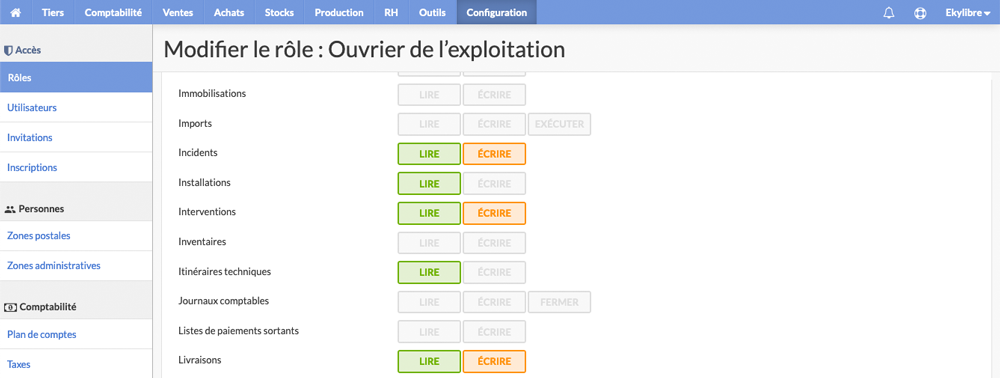 Tiers Comptabilité Ventes Achats Stocks Production RH Outils Configuration Ekylibre
Accès
Rôles
Utilisateurs
Invitations
Inscriptions
Personnes
Zones postales
Zones administratives
Comptabilité
Plan de comptes
Taxes
Modifier le rôle : Ouvrier de l’exploitation
Immobilisations LIRE ÉCRIRE
Imports LIRE ÉCRIRE EXÉCUTER
Incidents LIRE ÉCRIRE
Installations LIRE ÉCRIRE
Interventions LIRE ÉCRIRE
Inventaires LIRE ÉCRIRE
Itinéraires techniques LIRE ÉCRIRE
Journaux comptables LIRE ÉCRIRE FERMER
Listes de paiements sortants LIRE ÉCRIRE
Livraisons LIRE ÉCRIRE